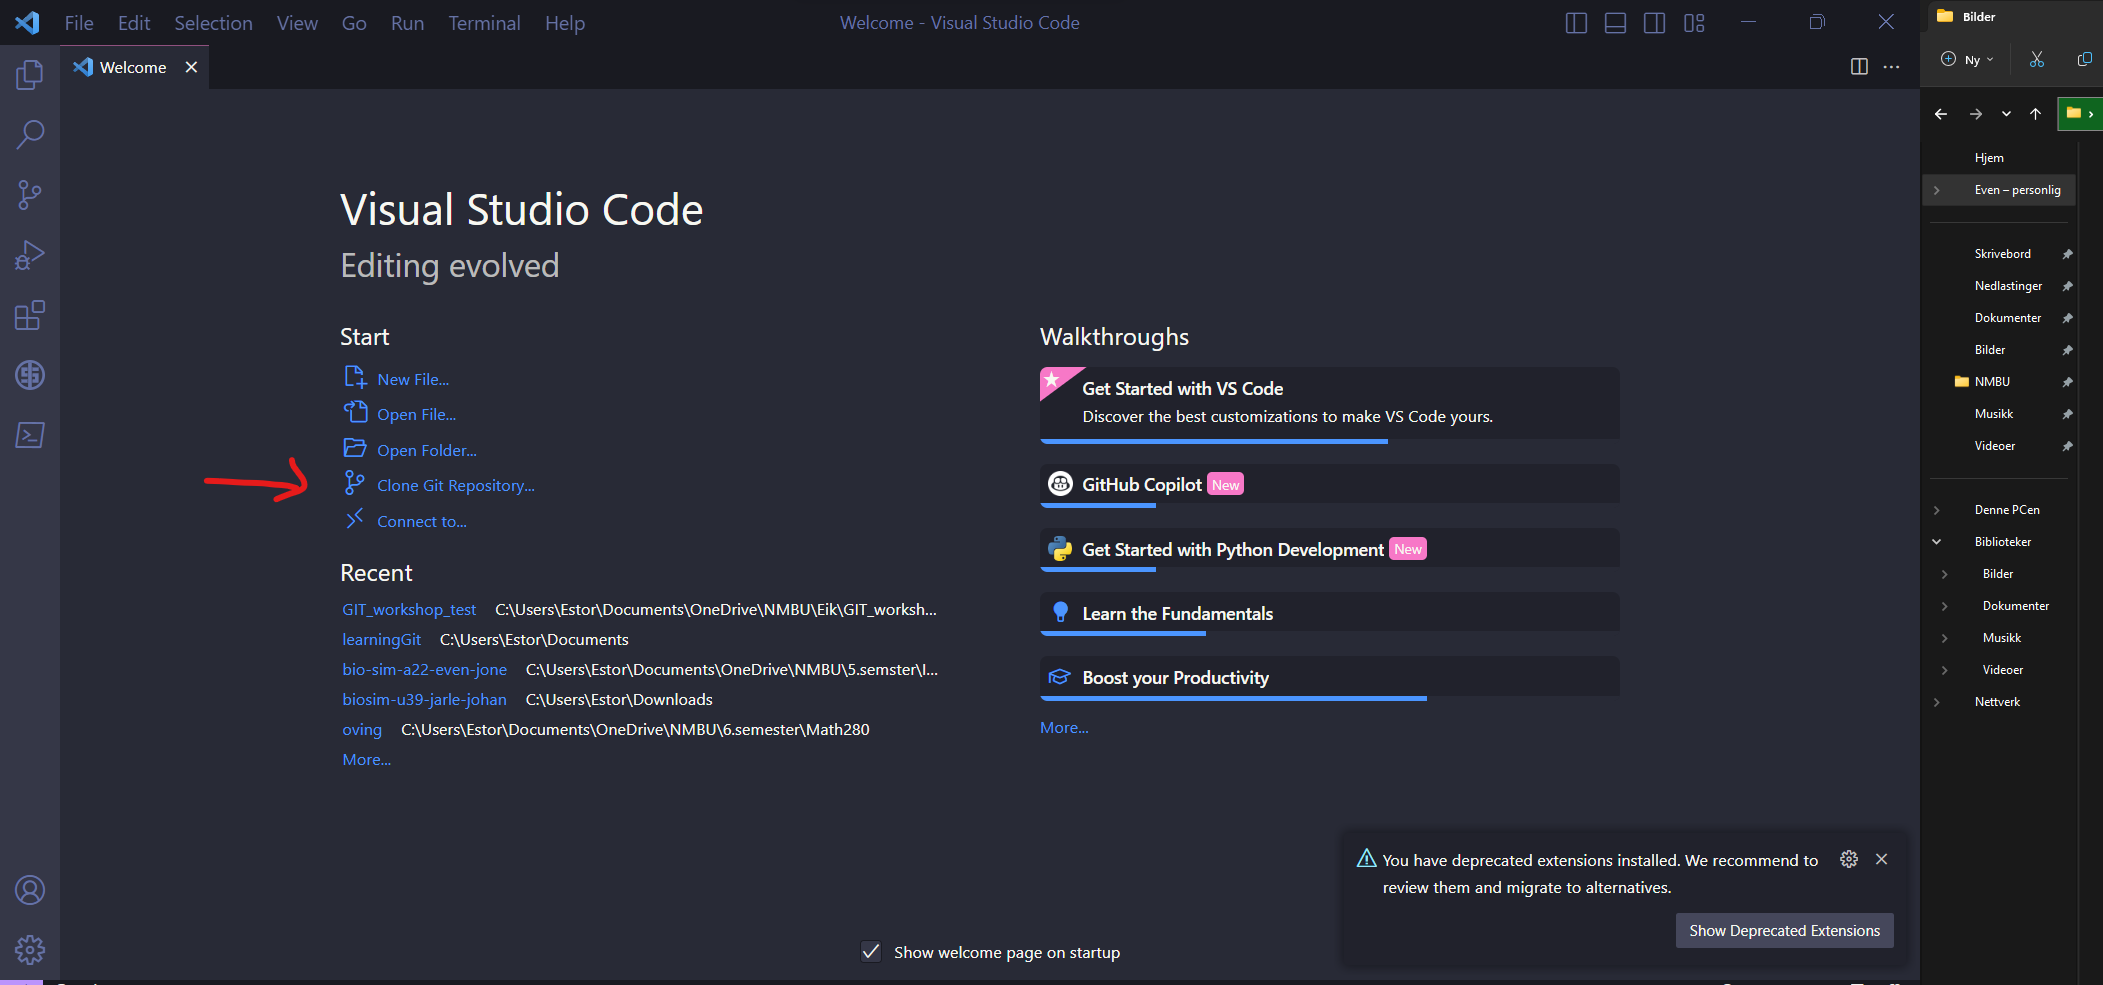 File Edit Selection View Go Run Terminal Help
Welcome - Visual Studio Code
Welcome
Visual Studio Code
Editing evolved
Start
New File...
Open File...
Open Folder...
Clone Git Repository...
Connect to...
Recent
GIT_workshop_test C:\Users\Estor\Documents\OneDrive\NMBU\Eik\GIT_worksh...
learningGit C:\Users\Estor\Documents
bio-sim-a22-even-jone C:\Users\Estor\Documents\OneDrive\NMBU\5.semster\I...
biosim-u39-jarle-johan C:\Users\Estor\Downloads
oving C:\Users\Estor\Documents\OneDrive\NMBU\6.semester\Math280
More...
Walkthroughs
Get Started with VS Code
Discover the best customizations to make VS Code yours.
GitHub Copilot New
Get Started with Python Development New
Learn the Fundamentals
Boost your Productivity
More...
You have deprecated extensions installed. We recommend to
review them and migrate to alternatives.
Show Deprecated Extensions
Show welcome page on startup
Bilder
Ny
Hjem
Even – personlig
Skrivebord
Nedlastinger
Dokumenter
Bilder
NMBU
Musikk
Videoer
Denne PCen
Biblioteker
Bilder
Dokumenter
Musikk
Videoer
Nettverk